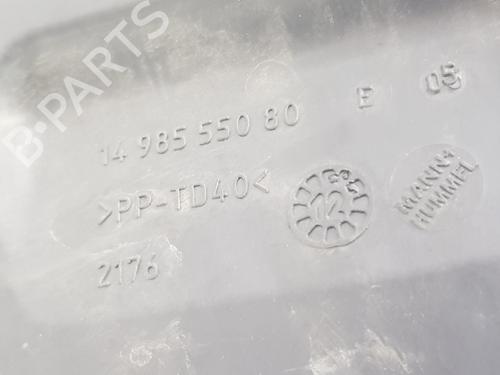 B-PARTS
14 985 550 80 E 05
>PP-TD40<
12
MANN+
HUMMEL
2176